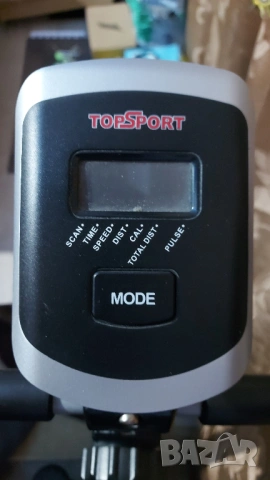 TOPSPORT
SCAN•
TIME•
SPEED•
DIST•
CAL•
TOTAL DIST•
PULSE•
MODE
BAZAR